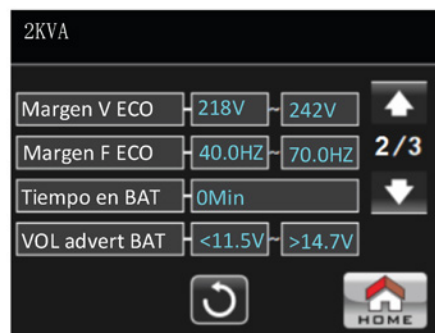 2KVA
Margen V ECO - 218V ~ 242V
Margen F ECO - 40.0HZ ~ 70.0HZ 2/3
Tiempo en BAT - 0Min
VOL advert BAT - <11.5V ~ >14.7V
HOME